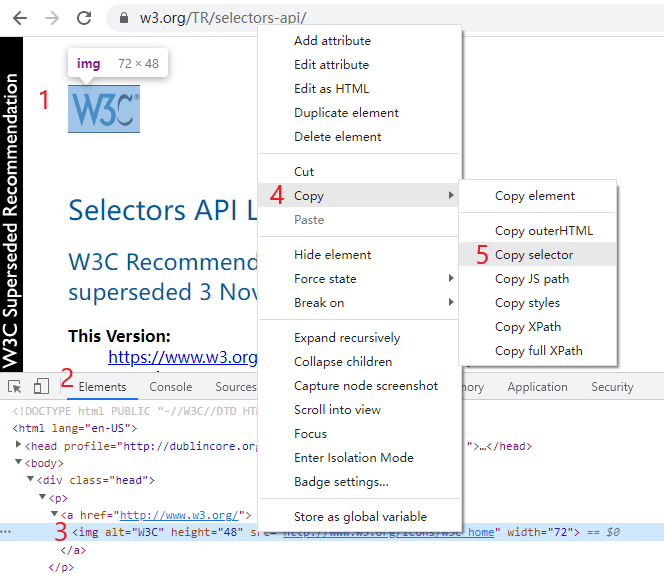 w3.org/TR/selectors-api/
img 72 × 48
1
W3C®
W3C Superseded Recommendation
Selectors API L
W3C Recommend
superseded 3 Nov
This Version:
https://www.w3.org
Add attribute
Edit attribute
Edit as HTML
Duplicate element
Delete element
Cut
4 Copy
Paste
Hide element
Force state
Break on
Expand recursively
Collapse children
Capture node screenshot
Scroll into view
Focus
Enter Isolation Mode
Badge settings...
Store as global variable
Copy element
Copy outerHTML
5 Copy selector
Copy JS path
Copy styles
Copy XPath
Copy full XPath
2 Elements Console Sources Application Security
<!DOCTYPE html PUBLIC "-//W3C//DTD HT
<html lang="en-US">
<head profile="http://dublincore.org ">…</head>
<body>
<div class="head">
<p>
<a href="http://www.w3.org/">
3 <img alt="W3C" height="48" src="http://www.w3.org/Icons/w3c_home" width="72"> == $0
</a>
</p>